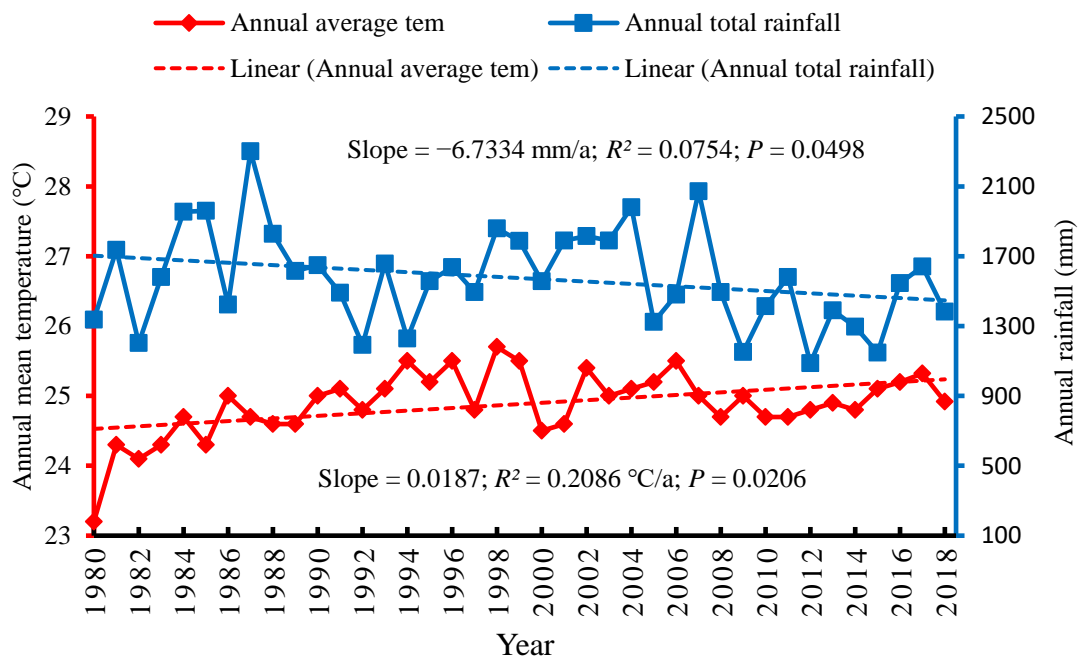 Annual average tem Annual total rainfall
Linear (Annual average tem) Linear (Annual total rainfall)
Annual mean temperature (℃)
29
28
27
26
25
24
23
Slope = −6.7334 mm/a; R² = 0.0754; P = 0.0498
Slope = 0.0187; R² = 0.2086 ℃/a; P = 0.0206
2500
2100
1700
1300
900
500
100
Annual rainfall (mm)
1980 1982 1984 1986 1988 1990 1992 1994 1996 1998 2000 2002 2004 2006 2008 2010 2012 2014 2016 2018
Year